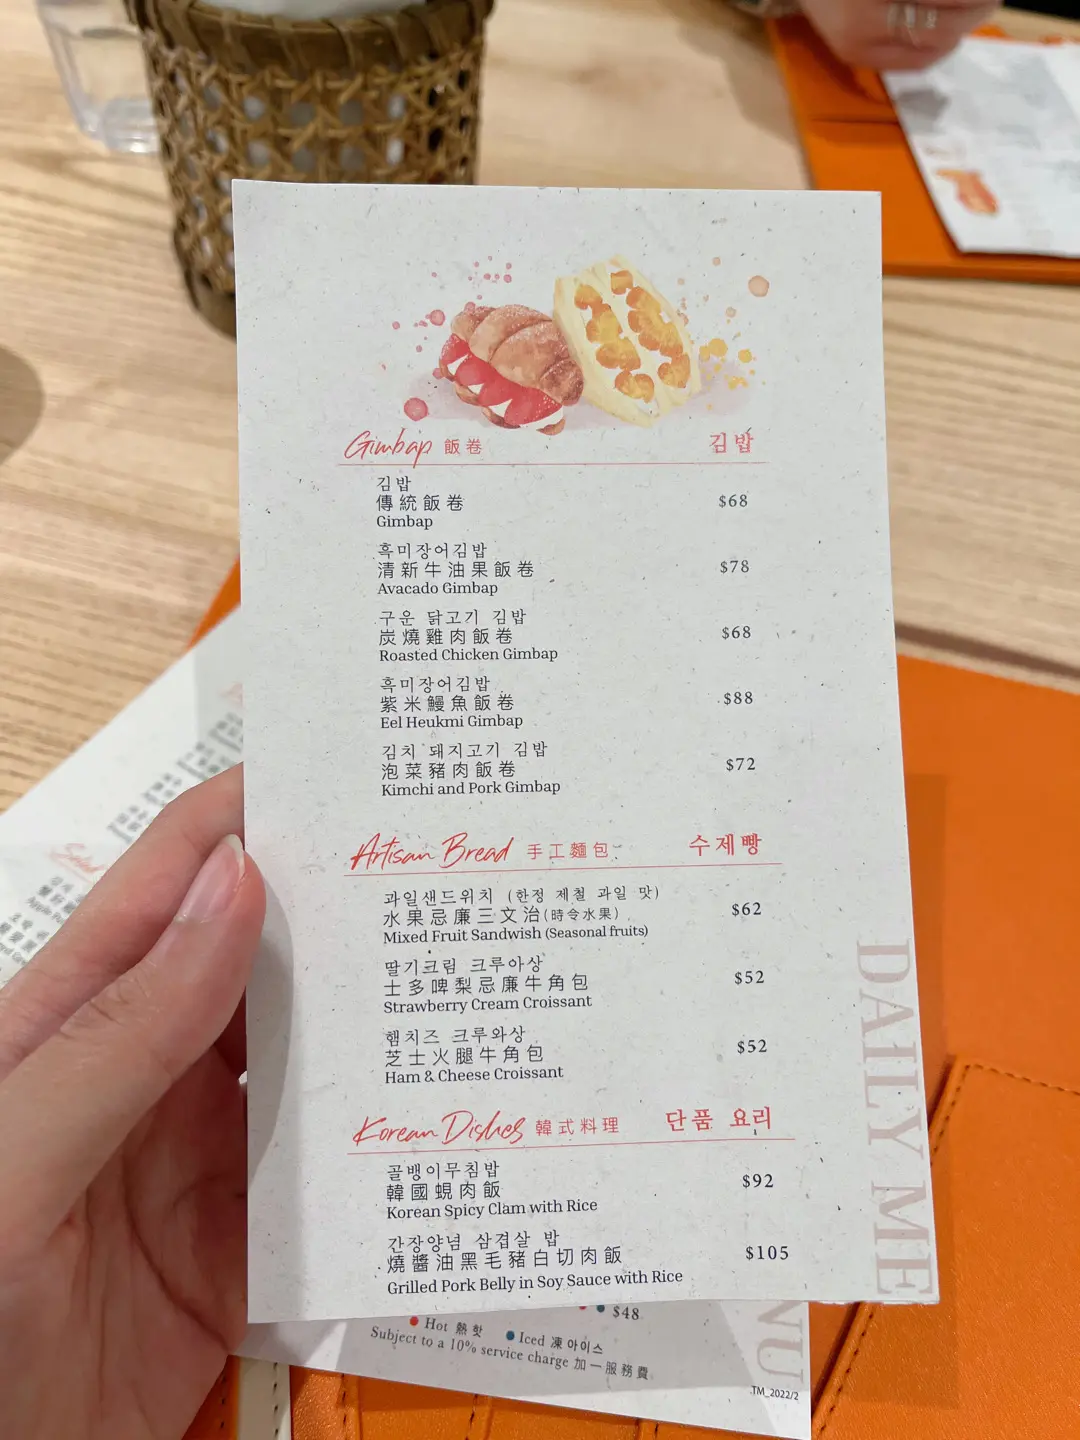 Gimbap 飯卷 김밥
김밥
傳統飯卷 $68
Gimbap
흑미장어김밥
清新牛油果飯卷 $78
Avacado Gimbap
구운 닭고기 김밥
炭燒雞肉飯卷 $68
Roasted Chicken Gimbap
흑미장어김밥
紫米鰻魚飯卷 $88
Eel Heukmi Gimbap
김치 돼지고기 김밥
泡菜豬肉飯卷 $72
Kimchi and Pork Gimbap
Artisan Bread 手工麵包 수제빵
과일샌드위치 (한정 제철 과일 맛)
水果忌廉三文治(時令水果) $62
Mixed Fruit Sandwish (Seasonal fruits)
딸기크림 크루아상
士多啤梨忌廉牛角包 $52
Strawberry Cream Croissant
햄치즈 크루와상
芝士火腿牛角包 $52
Ham & Cheese Croissant
Korean Dishes 韓式料理 단품 요리
골뱅이무침밥
韓國蜆肉飯 $92
Korean Spicy Clam with Rice
간장양념 삼겹살 밥
燒醬油黑毛豬白切肉飯 $105
Grilled Pork Belly in Soy Sauce with Rice
DAILY ME
NU
$48
Hot 熱 핫 Iced 凍 아이스
Subject to a 10% service charge 加一服務費
TM_2022/2